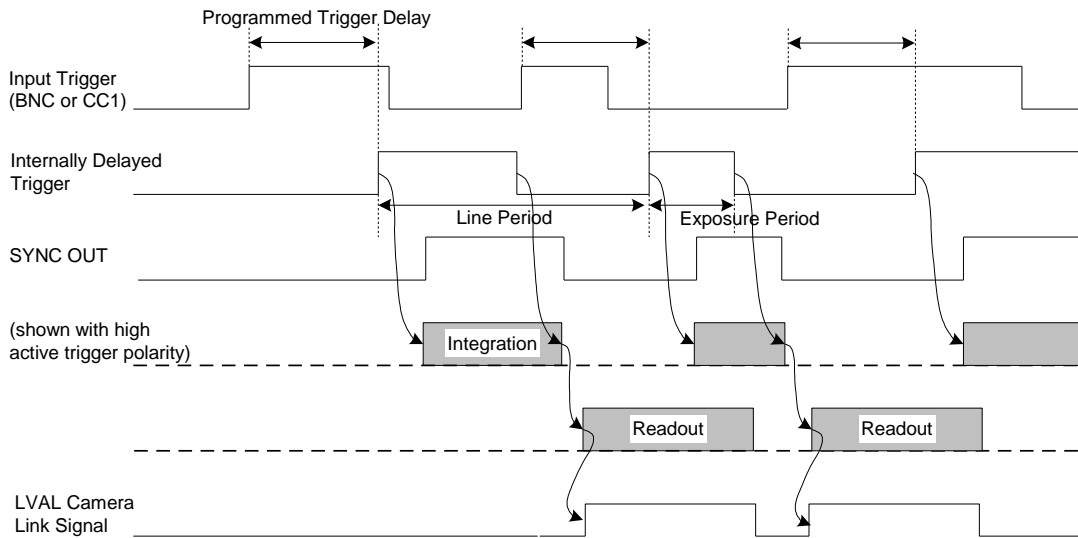 Programmed Trigger Delay
Input Trigger
(BNC or CC1)
Internally Delayed
Trigger
Line Period
Exposure Period
SYNC OUT
(shown with high
active trigger polarity)
Integration
Readout
Readout
LVAL Camera
Link Signal